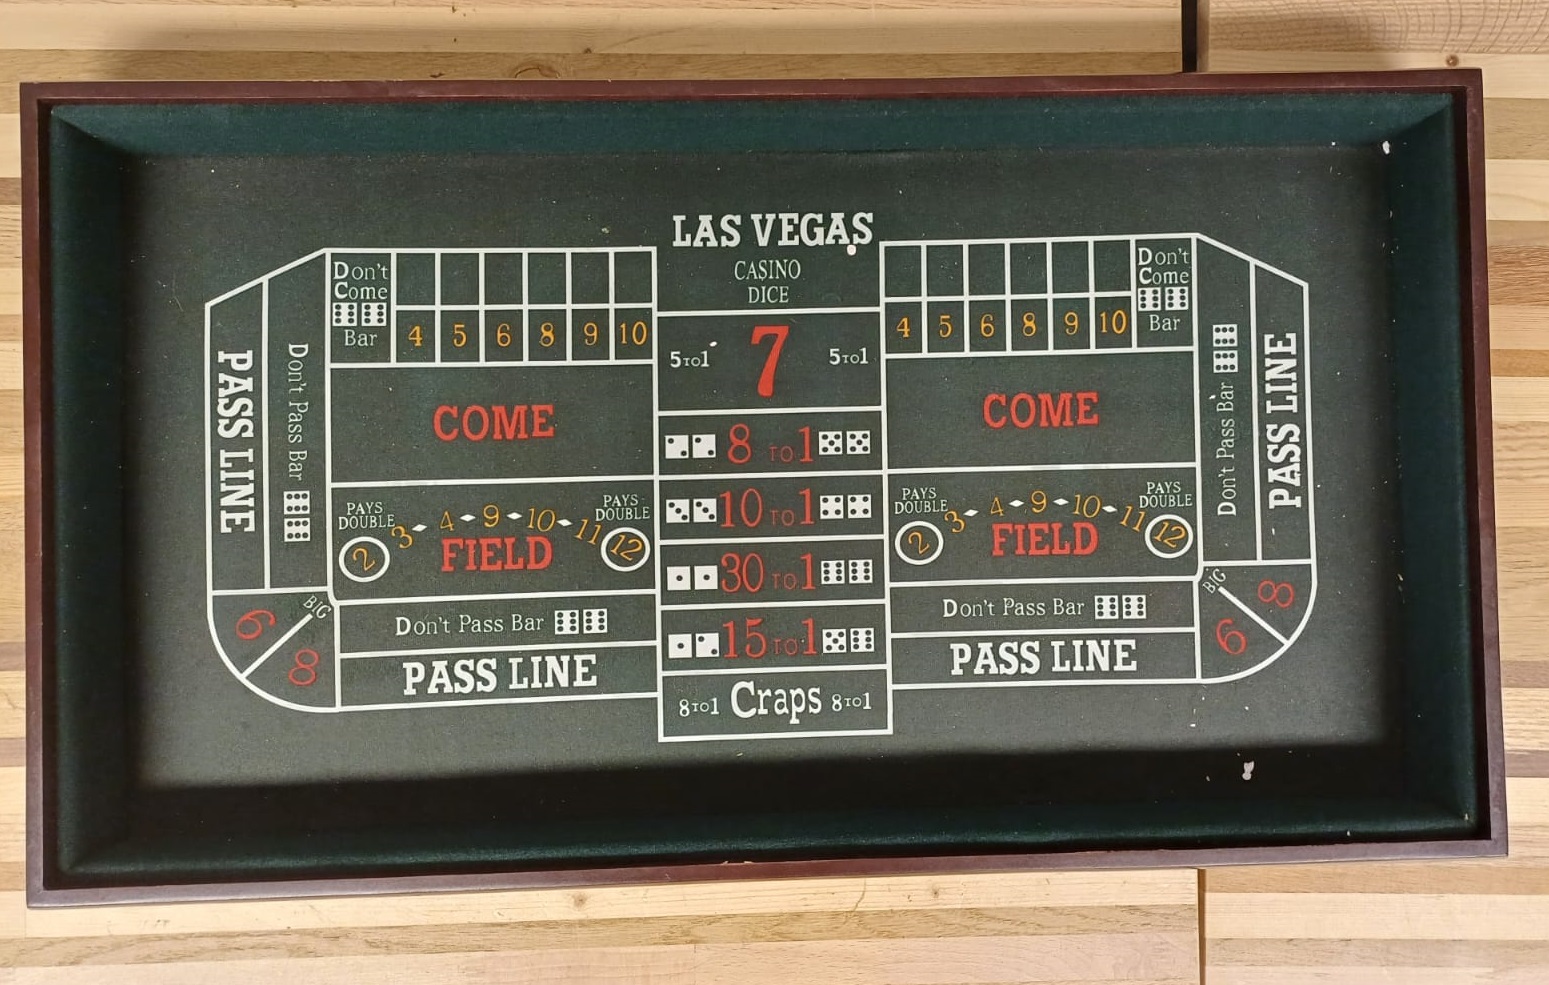 LAS VEGAS
CASINO
DICE
Don't
Come
Bar
4 5 6 8 9 10
PASS LINE
Don't Pass Bar
COME
PAYS
DOUBLE
2 3 4 9 10 11 12
PAYS
DOUBLE
FIELD
BIG
6
8
Don't Pass Bar
PASS LINE
5 TO 1 7 5 TO 1
8 TO 1
10 TO 1
30 TO 1
15 TO 1
8 TO 1 Craps 8 TO 1
4 5 6 8 9 10
Don't
Come
Bar
COME
PAYS
DOUBLE
2 3 4 9 10 11 12
PAYS
DOUBLE
FIELD
Don't Pass Bar
PASS LINE
Don't Pass Bar
PASS LINE
BIG
8
6